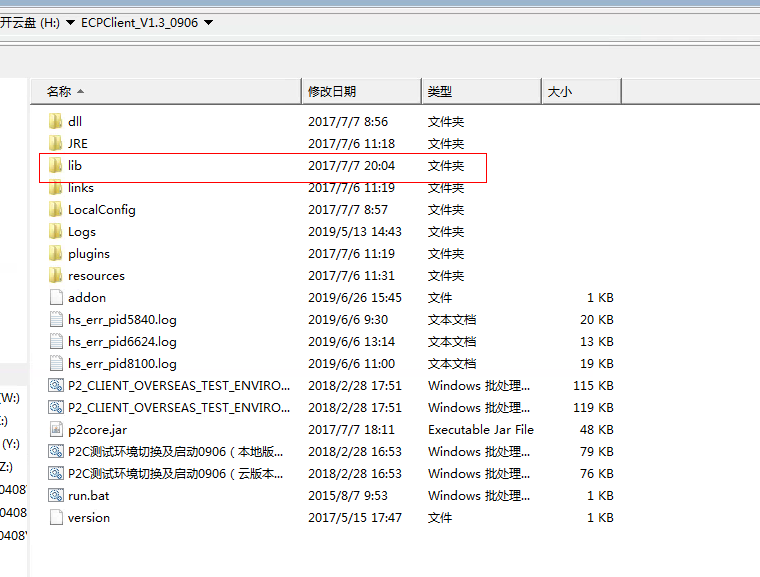 开云盘 (H:) ECPClient_V1.3_0906
名称 修改日期 类型 大小
dll 2017/7/7 8:56 文件夹
JRE 2017/7/6 11:18 文件夹
lib 2017/7/7 20:04 文件夹
links 2017/7/6 11:19 文件夹
LocalConfig 2017/7/7 8:57 文件夹
Logs 2019/5/13 14:43 文件夹
plugins 2017/7/6 11:19 文件夹
resources 2017/7/6 11:31 文件夹
addon 2019/6/26 15:45 文件 1 KB
hs_err_pid5840.log 2019/6/6 9:30 文本文档 20 KB
hs_err_pid6624.log 2019/6/6 13:14 文本文档 13 KB
hs_err_pid8100.log 2019/6/6 11:00 文本文档 19 KB
P2_CLIENT_OVERSEAS_TEST_ENVIRO... 2018/2/28 17:51 Windows 批处理... 115 KB
W:)
P2_CLIENT_OVERSEAS_TEST_ENVIRO... 2018/2/28 17:51 Windows 批处理... 119 KB
:)
p2core.jar 2017/7/7 18:11 Executable Jar File 48 KB
(Y:)
P2C测试环境切换及启动0906（本地版... 2018/2/28 16:53 Windows 批处理... 79 KB
Z:)
P2C测试环境切换及启动0906（云版本... 2018/2/28 16:53 Windows 批处理... 76 KB
0408
run.bat 2015/8/7 9:53 Windows 批处理... 1 KB
0408
version 2017/5/15 17:47 文件 1 KB
0408